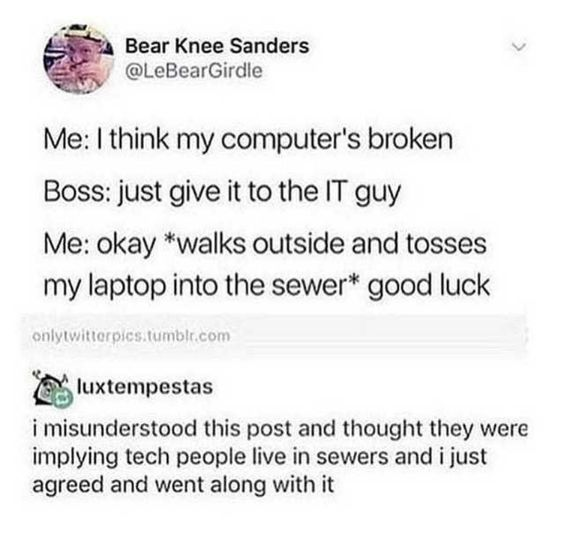 Bear Knee Sanders
@LeBearGirdle
Me: I think my computer's broken
Boss: just give it to the IT guy
Me: okay *walks outside and tosses
my laptop into the sewer* good luck
onlytwitterpics.tumblr.com
luxtempestas
i misunderstood this post and thought they were
implying tech people live in sewers and i just
agreed and went along with it